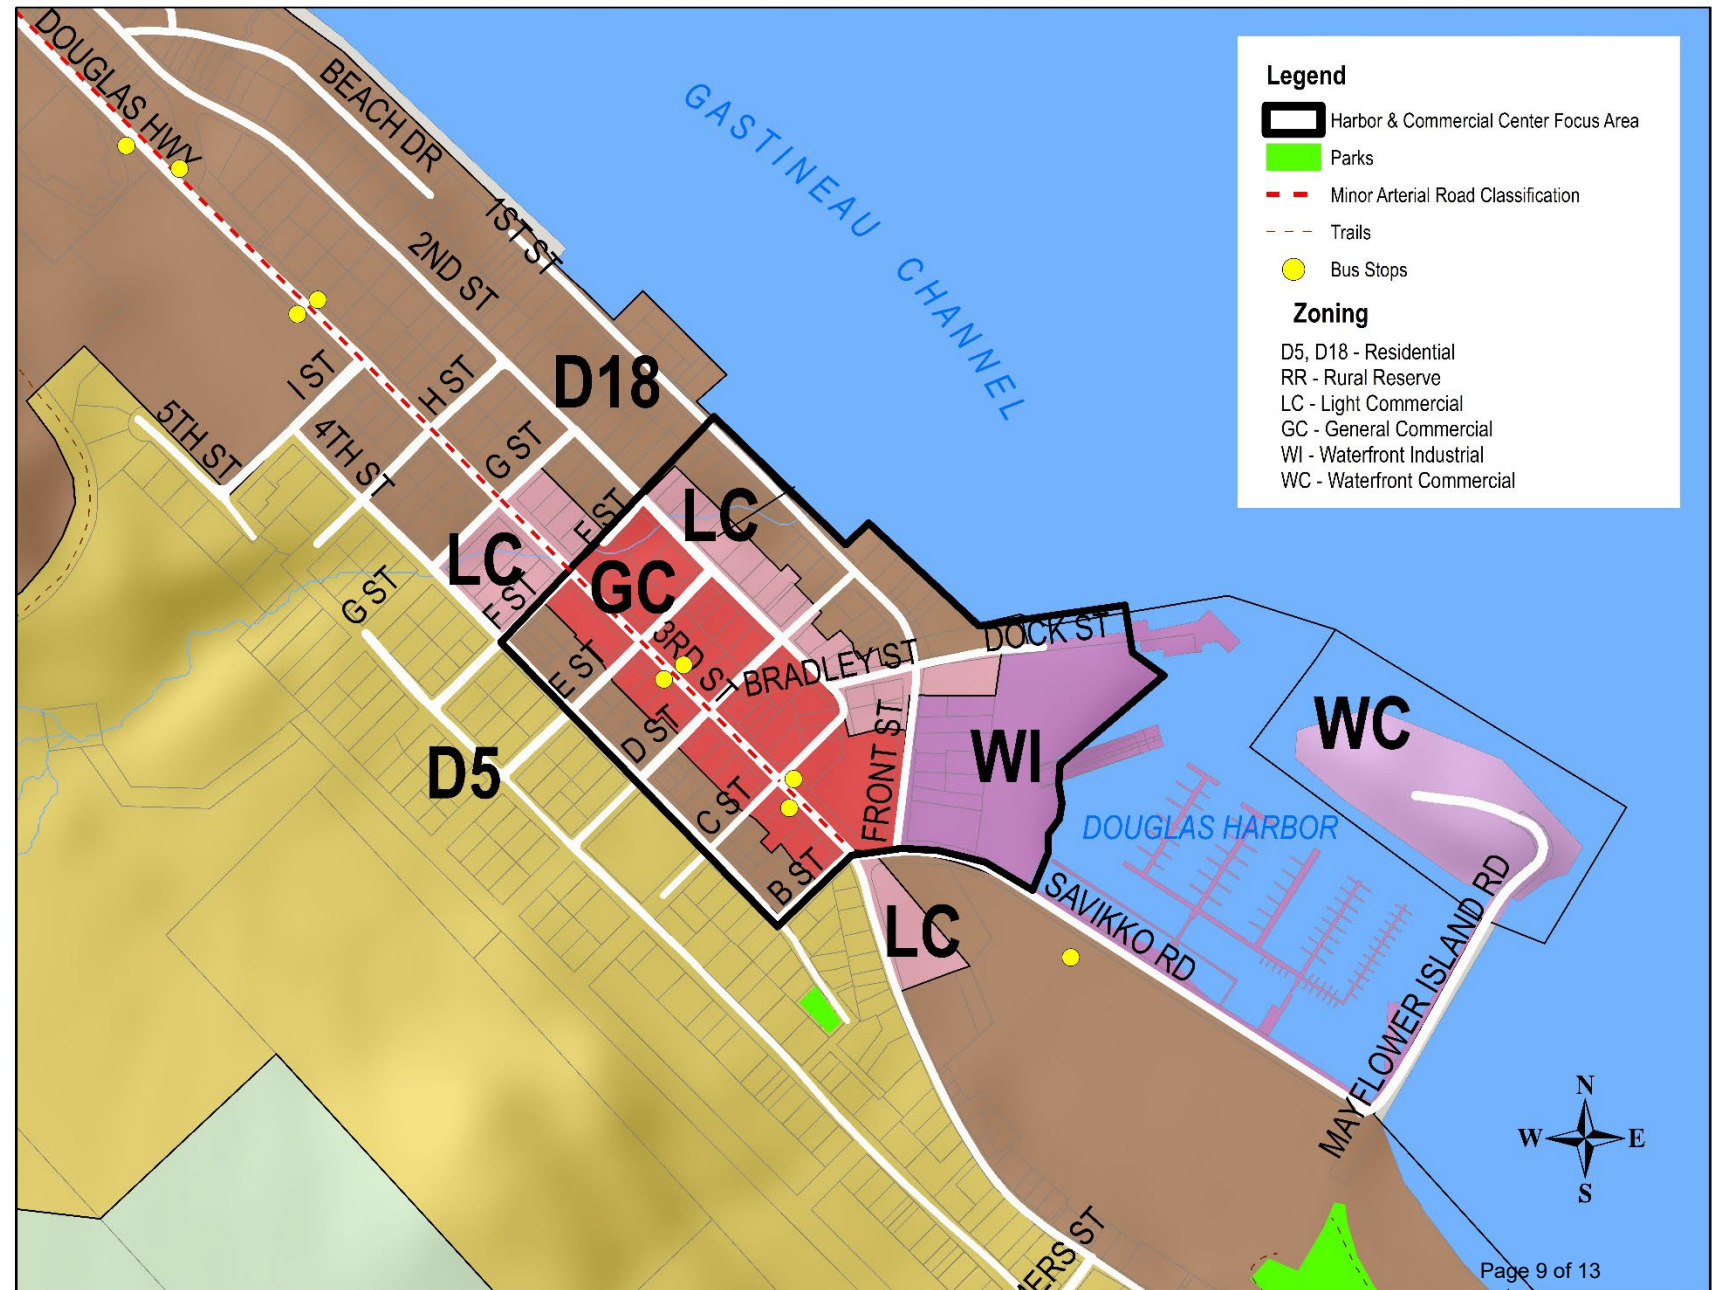 DOUGLAS HWY
BEACH DR
GASTINEAU CHANNEL
Legend
Harbor & Commercial Center Focus Area
Parks
Minor Arterial Road Classification
Trails
Bus Stops
Zoning
D5, D18 - Residential
RR - Rural Reserve
LC - Light Commercial
GC - General Commercial
WI - Waterfront Industrial
WC - Waterfront Commercial
1ST ST
2ND ST
D18
I ST
H ST
G ST
5TH ST
4TH ST
F ST
LC
LC
GC
F ST
G ST
E ST
3RD ST
BRADLEY ST
DOCK ST
D ST
FRONT ST
WI
WC
D5
C ST
B ST
DOUGLAS HARBOR
LC
SAVIKKO RD
MAYFLOWER ISLAND RD
N
W
E
S
MERS ST
Page 9 of 13